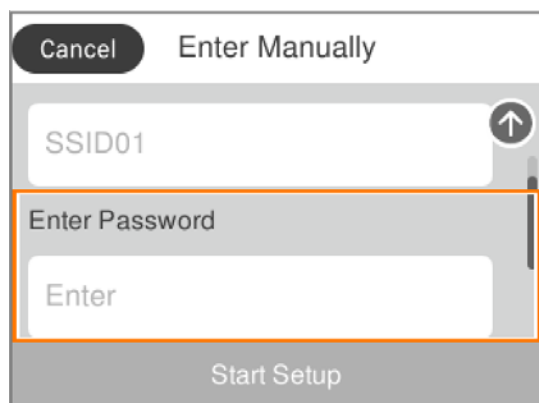 Cancel Enter Manually
SSID01
Enter Password
Enter
Start Setup